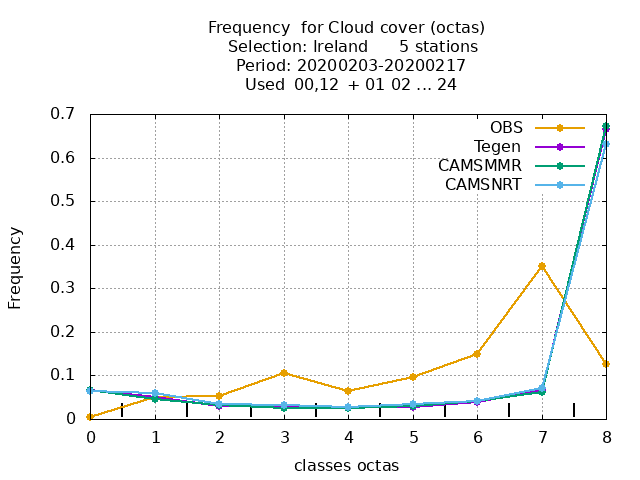 Frequency  for Cloud cover (octas)
Selection: Ireland      5 stations
Period: 20200203-20200217
Used  00,12  + 01 02 ... 24
0.7
0.6
0.5
0.4
0.3
0.2
0.1
0
Frequency
OBS
Tegen
CAMSMMR
CAMSNRT
0 1 2 3 4 5 6 7 8
classes octas